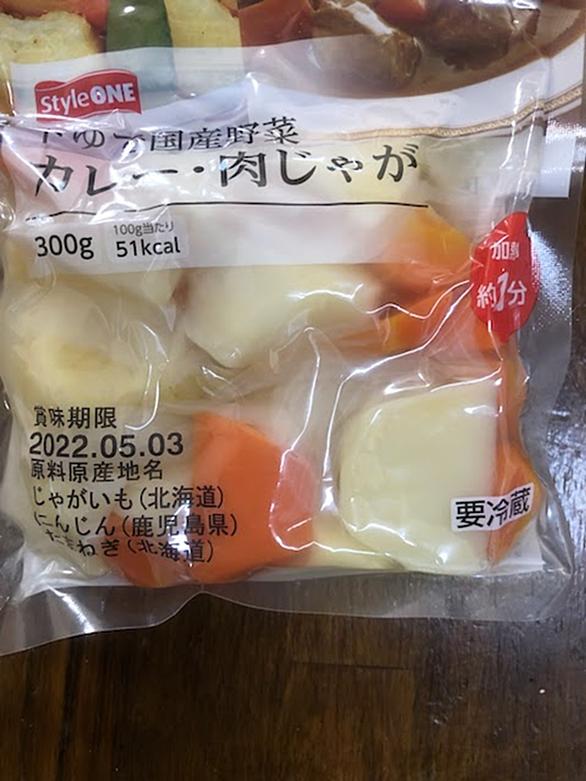 StyleONE
下ゆで国産野菜
カレー・肉じゃが
300g
100g当たり
51kcal
加熱
約1分
賞味期限
2022.05.03
原料原産地名
じゃがいも(北海道)
にんじん(鹿児島県)
たまねぎ(北海道)
要冷蔵